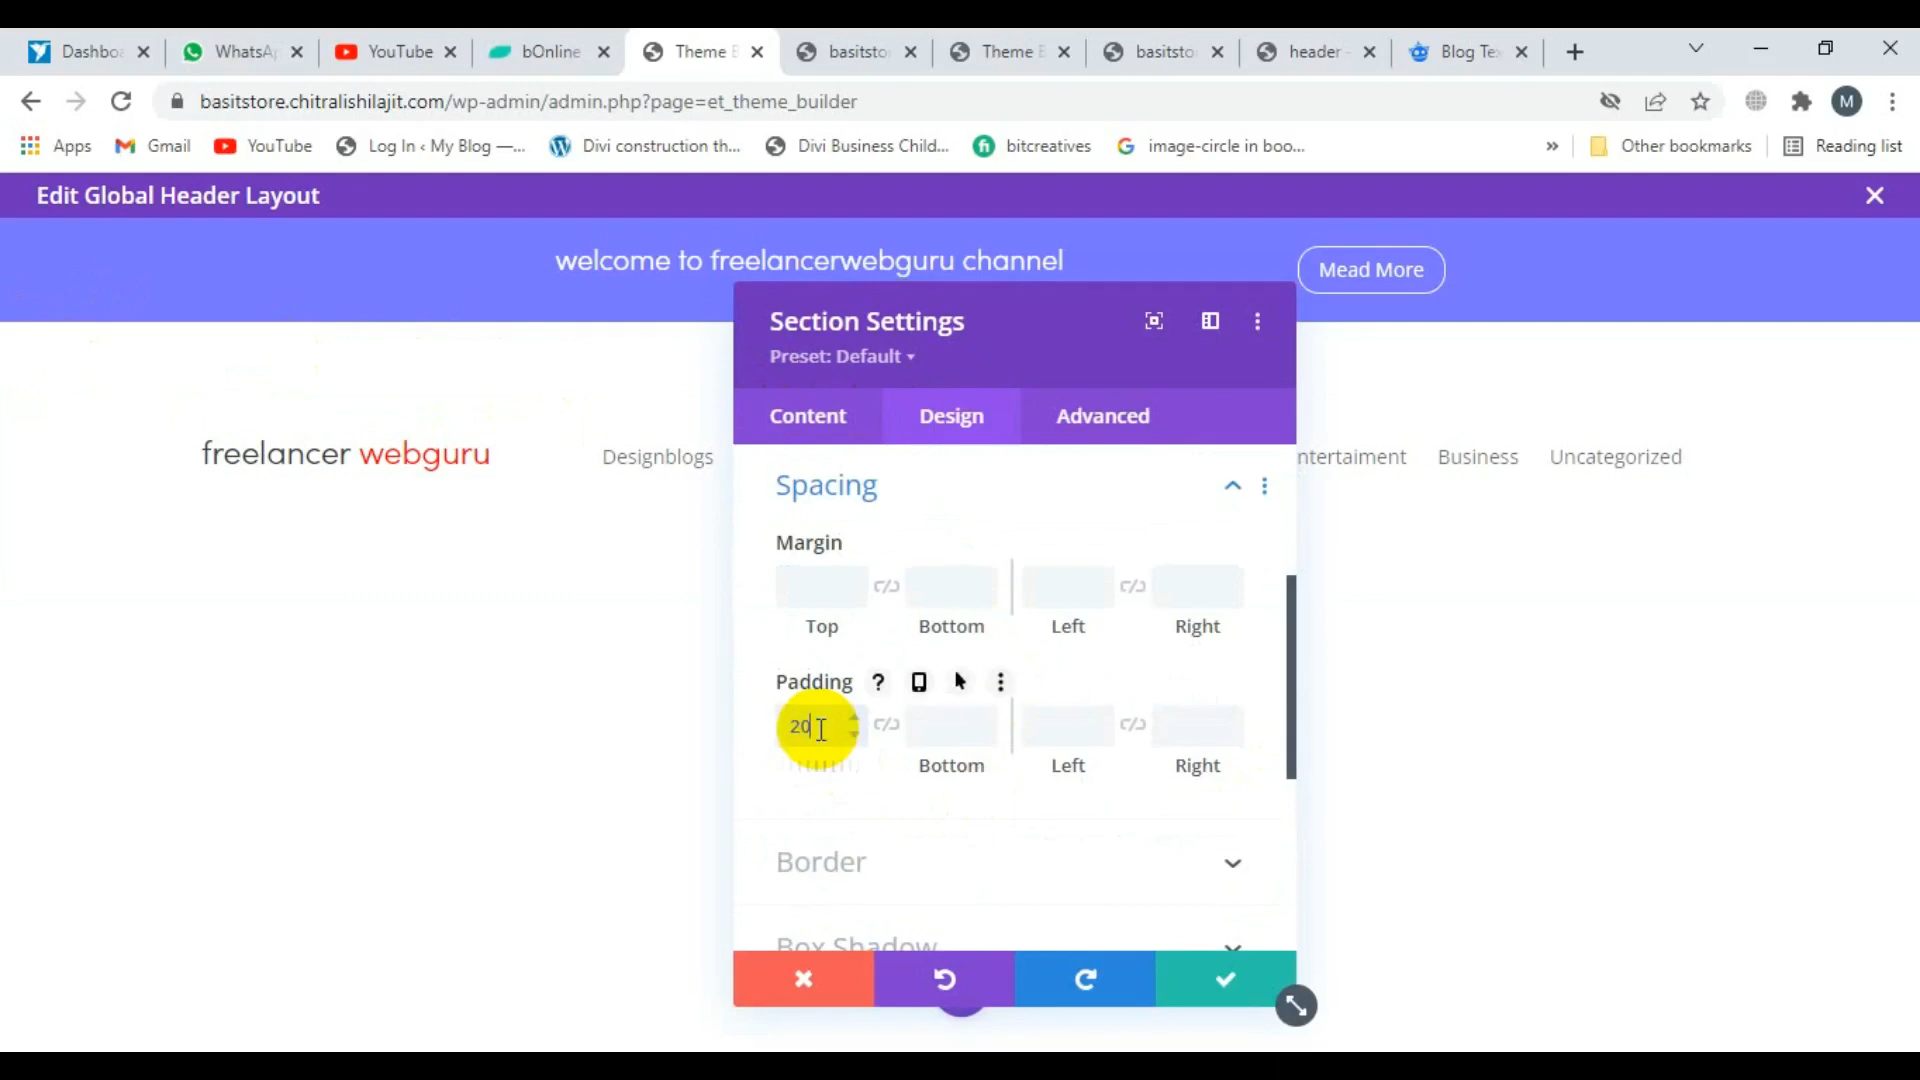 Dashbo WhatsA YouTube bOnline Theme B basitsto Theme B basitsto header - Blog Te
basitstore.chitralishilajit.com/wp-admin/admin.php?page=et_theme_builder M
Apps Gmail YouTube Log In ‹ My Blog —... Divi construction th... Divi Business Child... bitcreatives image-circle in boo... » Other bookmarks Reading list
Edit Global Header Layout
welcome to freelancerwebguru channel Mead More
Section Settings
Preset: Default
Content Design Advanced
freelancer webguru Designblogs ntertaiment Business Uncategorized
Spacing
Margin
Top Bottom Left Right
Padding ?
20
Bottom Left Right
Border
Box Shadow